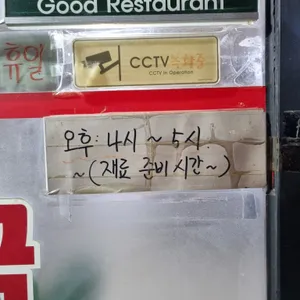 Good Restaurant
휴일
CCTV 녹화중
CCTV in Operation
오후: 4시 ~ 5시.
~(재료 준비 시간~)